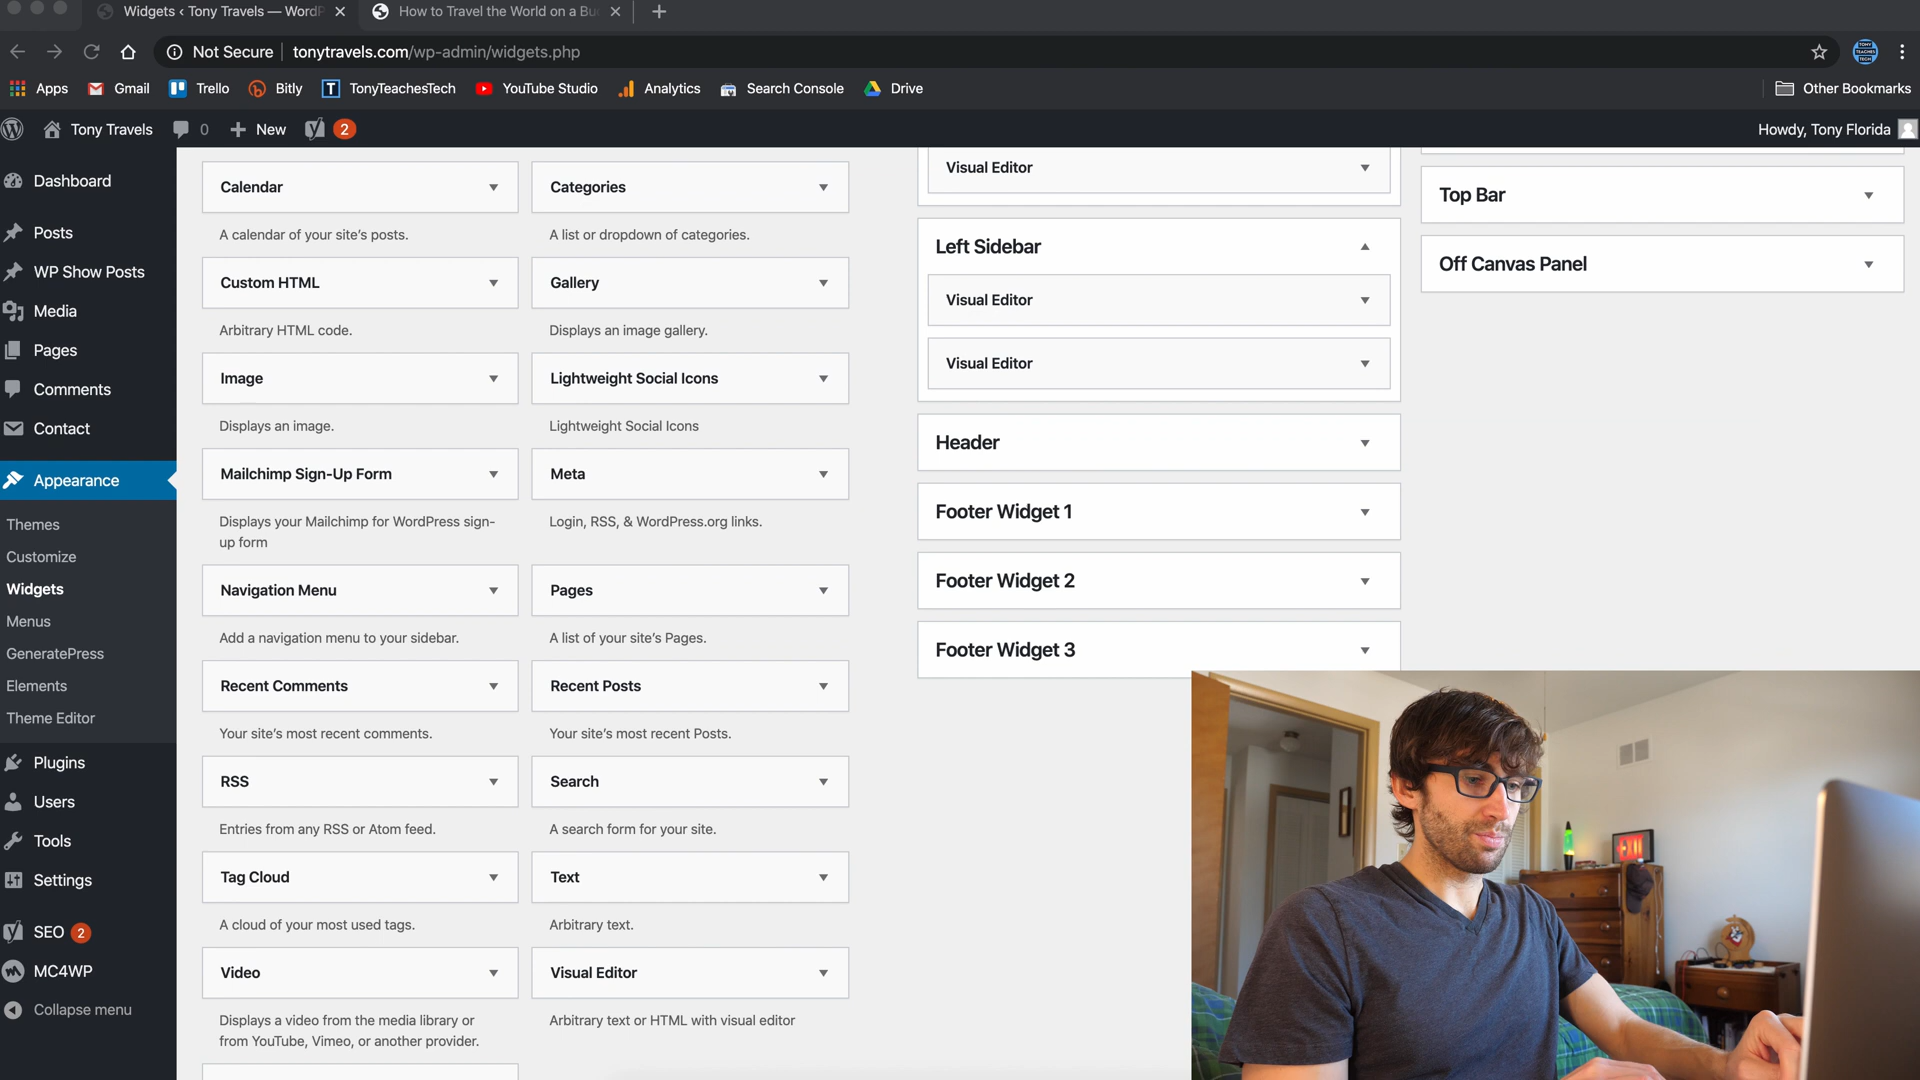 Widgets ‹ Tony Travels — WordP
How to Travel the World on a Bu
Not Secure
tonytravels.com/wp-admin/widgets.php
Apps
Gmail
Trello
Bitly
TonyTeachesTech
YouTube Studio
Analytics
Search Console
Drive
Other Bookmarks
Tony Travels
0
New
2
Howdy, Tony Florida
Dashboard
Posts
WP Show Posts
Media
Pages
Comments
Contact
Appearance
Themes
Customize
Widgets
Menus
GeneratePress
Elements
Theme Editor
Plugins
Users
Tools
Settings
SEO 2
MC4WP
Collapse menu
Calendar
A calendar of your site's posts.
Categories
A list or dropdown of categories.
Custom HTML
Arbitrary HTML code.
Gallery
Displays an image gallery.
Image
Displays an image.
Lightweight Social Icons
Lightweight Social Icons
Mailchimp Sign-Up Form
Displays your Mailchimp for WordPress sign-
up form
Meta
Login, RSS, & WordPress.org links.
Navigation Menu
Add a navigation menu to your sidebar.
Pages
A list of your site's Pages.
Recent Comments
Your site's most recent comments.
Recent Posts
Your site's most recent Posts.
RSS
Entries from any RSS or Atom feed.
Search
A search form for your site.
Tag Cloud
A cloud of your most used tags.
Text
Arbitrary text.
Video
Displays a video from the media library or
from YouTube, Vimeo, or another provider.
Visual Editor
Arbitrary text or HTML with visual editor
Visual Editor
Left Sidebar
Visual Editor
Visual Editor
Header
Footer Widget 1
Footer Widget 2
Footer Widget 3
Top Bar
Off Canvas Panel